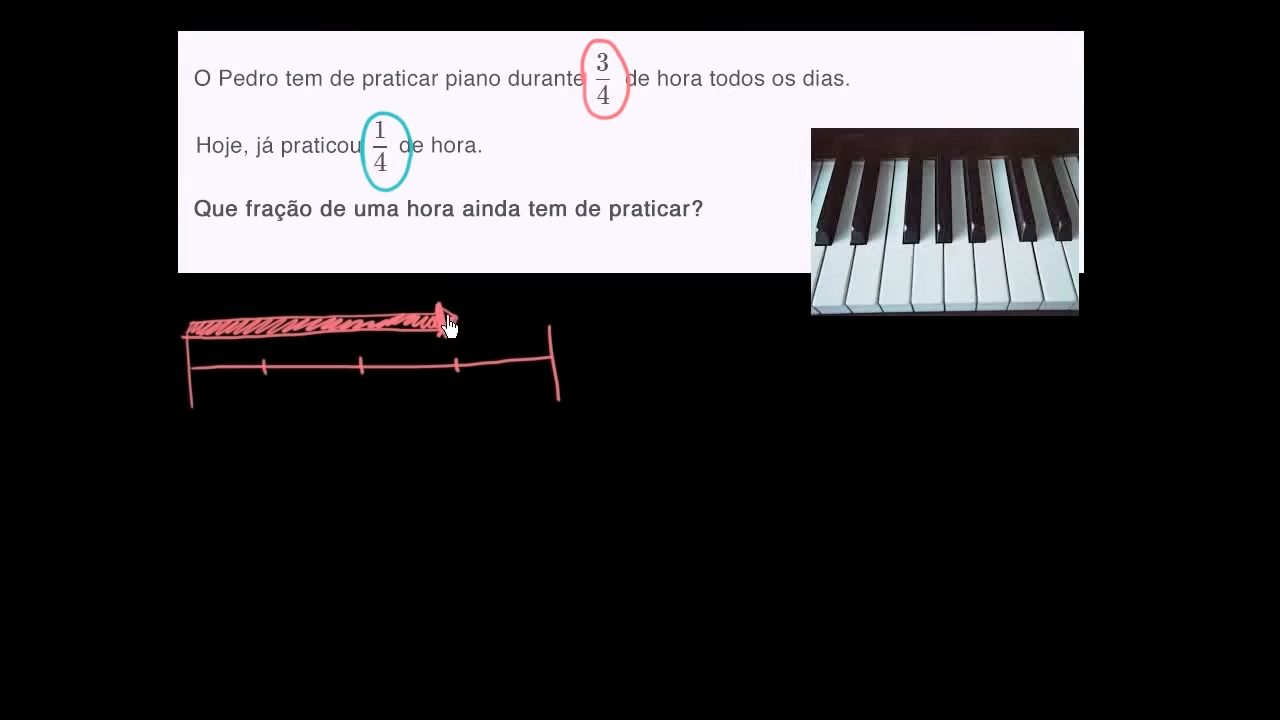 O Pedro tem de praticar piano durante 3/4 de hora todos os dias.
Hoje, já praticou 1/4 de hora.
Que fração de uma hora ainda tem de praticar?